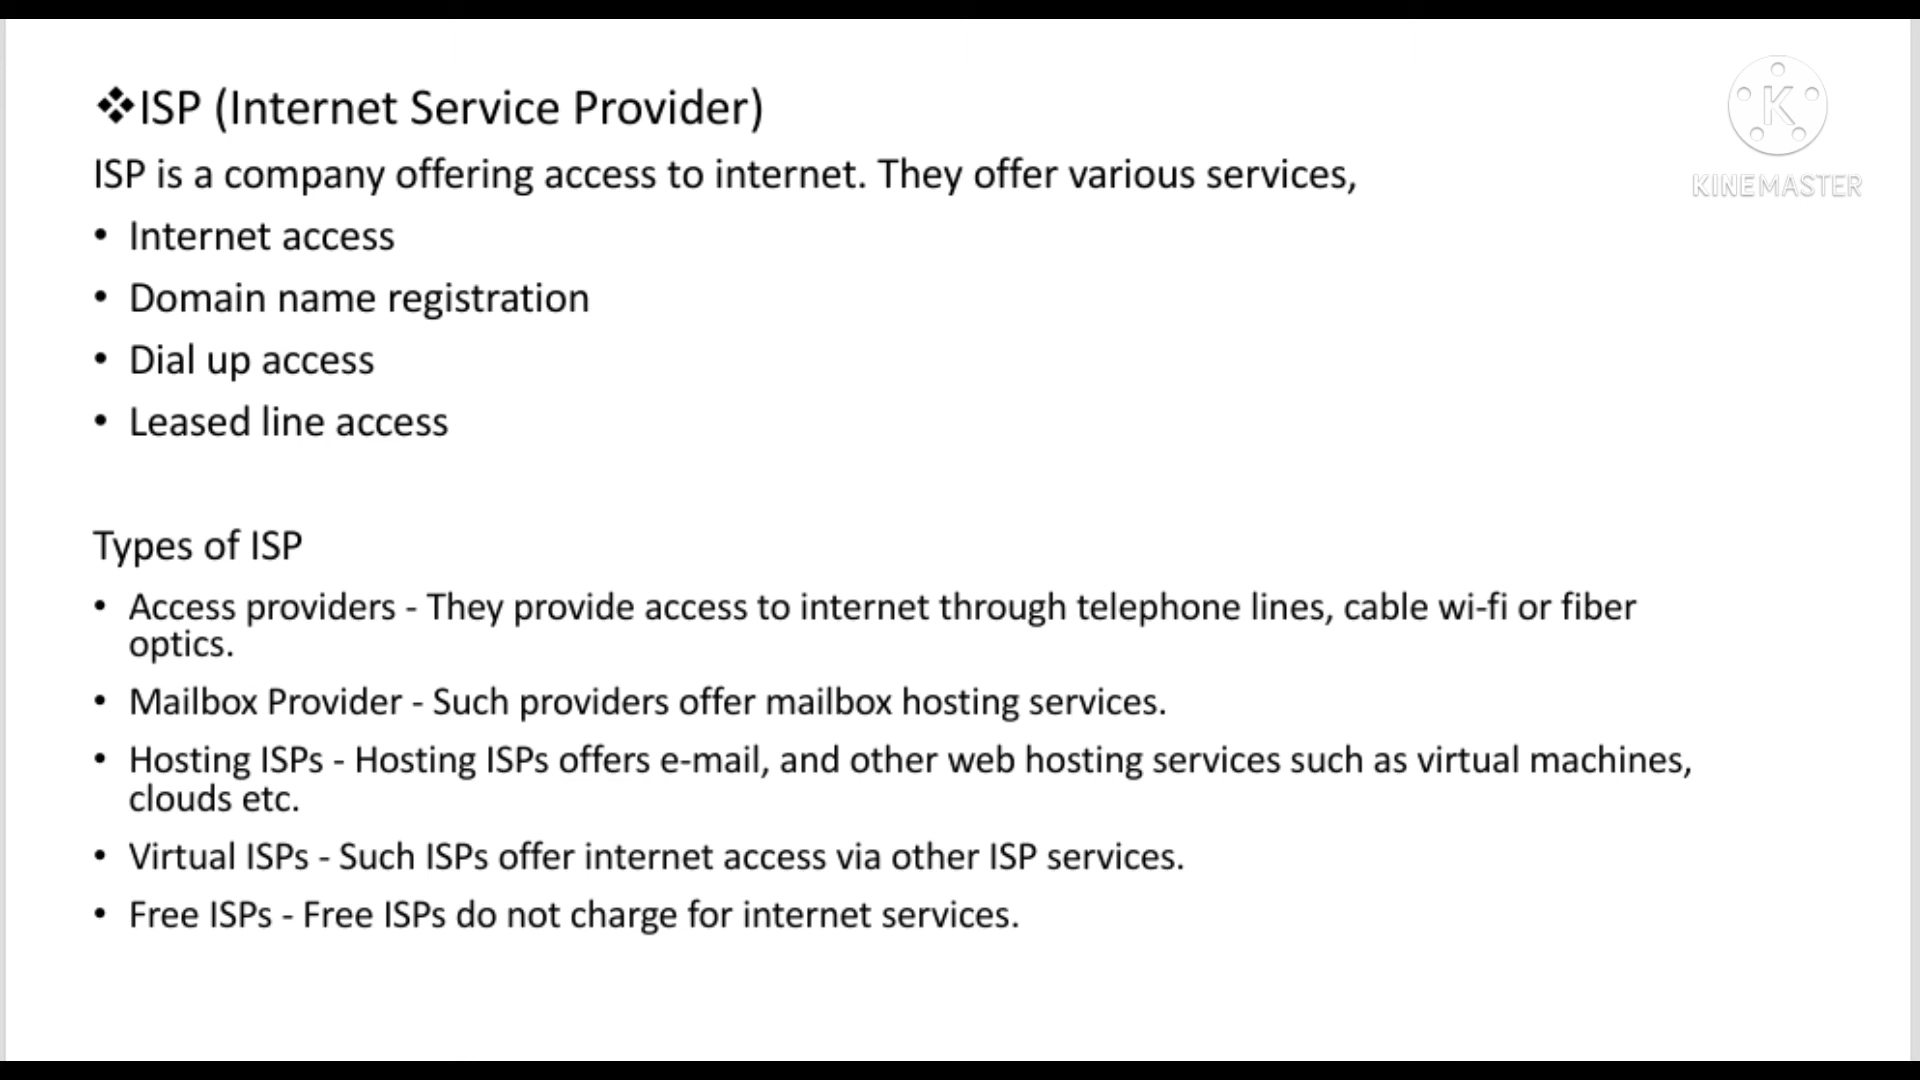 ❖ISP (Internet Service Provider)
K
KINEMASTER
ISP is a company offering access to internet. They offer various services,
• Internet access
• Domain name registration
• Dial up access
• Leased line access
Types of ISP
• Access providers - They provide access to internet through telephone lines, cable wi-fi or fiber
optics.
• Mailbox Provider - Such providers offer mailbox hosting services.
• Hosting ISPs - Hosting ISPs offers e-mail, and other web hosting services such as virtual machines,
clouds etc.
• Virtual ISPs - Such ISPs offer internet access via other ISP services.
• Free ISPs - Free ISPs do not charge for internet services.